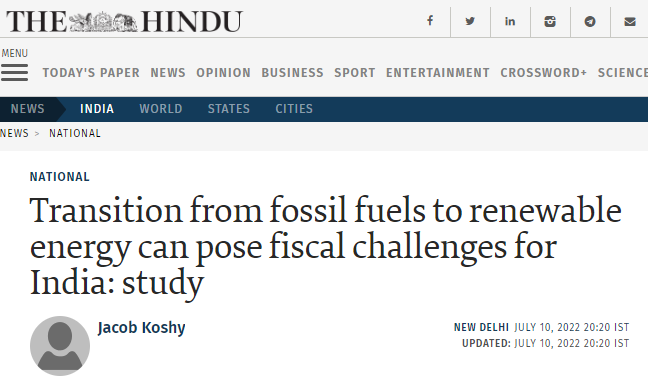 THE HINDU
MENU
TODAY'S PAPER NEWS OPINION BUSINESS SPORT ENTERTAINMENT CROSSWORD+ SCIENCE
NEWS INDIA WORLD STATES CITIES
NEWS > NATIONAL
NATIONAL
Transition from fossil fuels to renewable
energy can pose fiscal challenges for
India: study
Jacob Koshy
NEW DELHI JULY 10, 2022 20:20 IST
UPDATED: JULY 10, 2022 20:20 IST